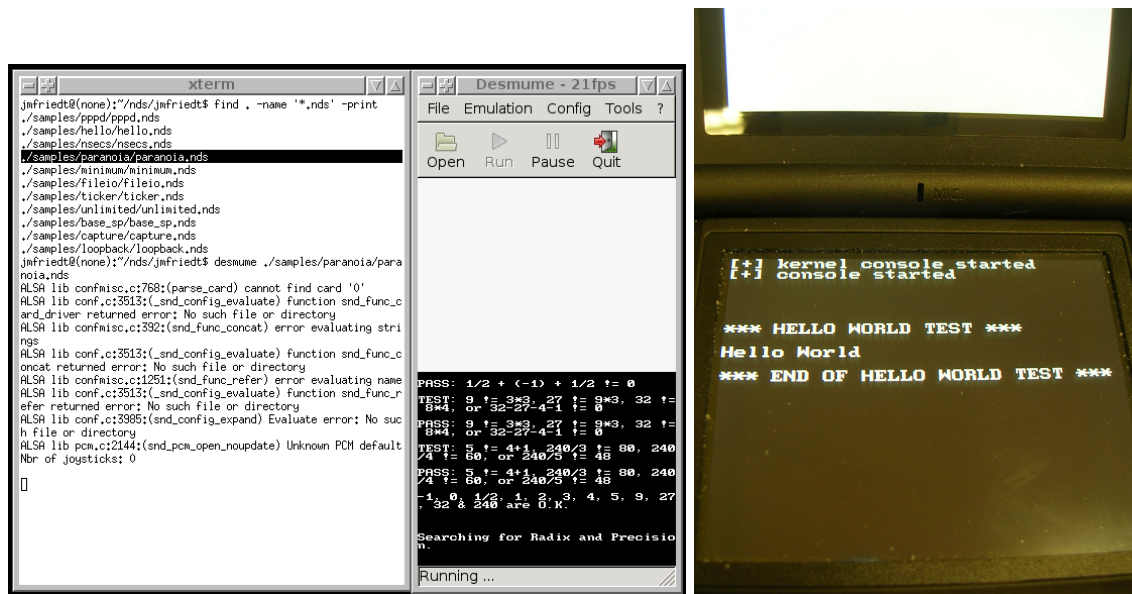 xterm
jmfriedt@(none):~/nds/jmfriedt$ find . -name '*.nds' -print
./samples/pppd/pppd.nds
./samples/hello/hello.nds
./samples/nsecs/nsecs.nds
./samples/paranoia/paranoia.nds
./samples/minimum/minimum.nds
./samples/fileio/fileio.nds
./samples/ticker/ticker.nds
./samples/unlimited/unlimited.nds
./samples/base_sp/base_sp.nds
./samples/capture/capture.nds
./samples/loopback/loopback.nds
jmfriedt@(none):~/nds/jmfriedt$ desmume ./samples/paranoia/para
noia.nds
ALSA lib confmisc.c:768:(parse_card) cannot find card '0'
ALSA lib conf.c:3513:(_snd_config_evaluate) function snd_func_c
ard_driver returned error: No such file or directory
ALSA lib confmisc.c:392:(snd_func_concat) error evaluating stri
ngs
ALSA lib conf.c:3513:(_snd_config_evaluate) function snd_func_c
oncat returned error: No such file or directory
ALSA lib confmisc.c:1251:(snd_func_refer) error evaluating name
ALSA lib conf.c:3513:(_snd_config_evaluate) function snd_func_r
efer returned error: No such file or directory
ALSA lib conf.c:3985:(snd_config_expand) Evaluate error: No suc
h file or directory
ALSA lib pcm.c:2144:(snd_pcm_open_noupdate) Unknown PCM default
Nbr of joysticks: 0
Desmume - 21fps
File Emulation Config Tools ?
Open Run Pause Quit
PASS: 1/2 + (-1) + 1/2 != 0
TEST: 9 != 3*3, 27 != 9*3, 32 !=
8*4, or 32-27-4-1 != 0
PASS: 9 != 3*3, 27 != 9*3, 32 !=
8*4, or 32-27-4-1 != 0
TEST: 5 != 4+1, 240/3 != 80, 240
/4 != 60, or 240/5 != 48
PASS: 5 != 4+1, 240/3 != 80, 240
/4 != 60, or 240/5 != 48
-1, 0, 1/2, 1, 2, 3, 4, 5, 9, 27
, 32 & 240 are O.K.
Searching for Radix and Precisio
n.
Running ...
MIC.
[+] kernel console started
[+] console started
*** HELLO WORLD TEST ***
Hello World
*** END OF HELLO WORLD TEST ***